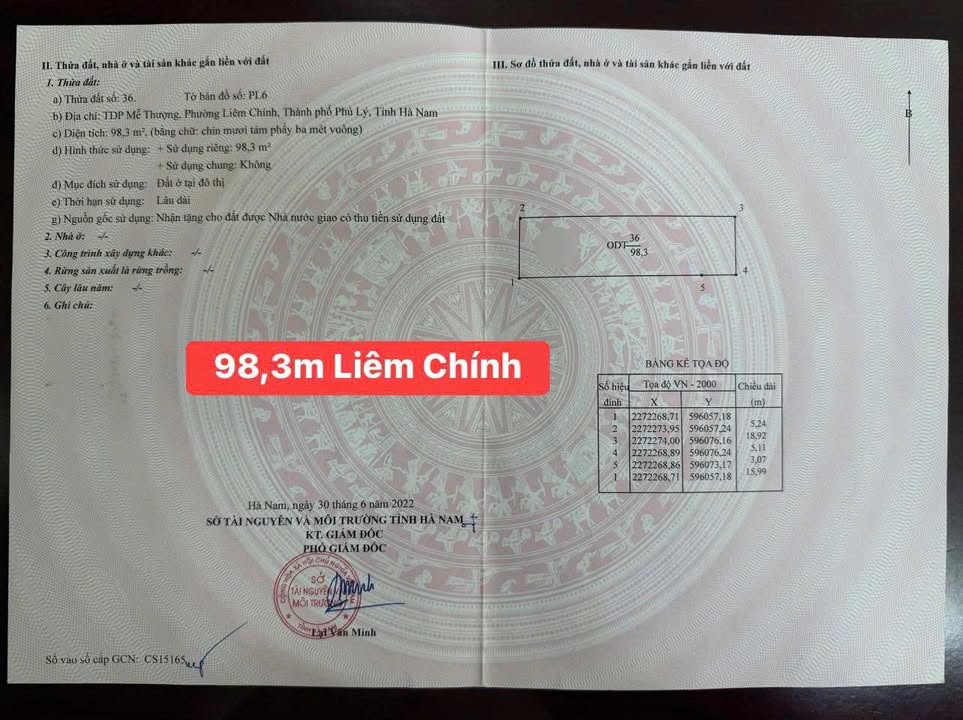 II. Thửa đất, nhà ở và tài sản khác gắn liền với đất
1. Thửa đất:
a) Thửa đất số: 36. Tờ bản đồ số: PL6
b) Địa chỉ: TDP Mễ Thượng, Phường Liêm Chính, Thành phố Phủ Lý, Tỉnh Hà Nam
c) Diện tích: 98,3 m², (bằng chữ: chín mươi tám phẩy ba mét vuông)
d) Hình thức sử dụng: + Sử dụng riêng: 98,3 m²
+ Sử dụng chung: Không
đ) Mục đích sử dụng: Đất ở tại đô thị
e) Thời hạn sử dụng: Lâu dài
g) Nguồn gốc sử dụng: Nhận tặng cho đất được Nhà nước giao có thu tiền sử dụng đất
2. Nhà ở: -/-
3. Công trình xây dựng khác: -/-
4. Rừng sản xuất là rừng trồng: -/-
5. Cây lâu năm: -/-
6. Ghi chú:
98,3m Liêm Chính
Hà Nam, ngày 30 tháng 6 năm 2022
SỞ TÀI NGUYÊN VÀ MÔI TRƯỜNG TỈNH HÀ NAM
KT. GIÁM ĐỐC
PHÓ GIÁM ĐỐC
SỞ
TÀI NGUYÊN
MÔI TRƯỜNG
Lại Văn Minh
Số vào sổ cấp GCN: CS15165
III. Sơ đồ thửa đất, nhà ở và tài sản khác gắn liền với đất
B
2 3
ODT 36
98,3
1 5 4
BẢNG KÊ TỌA ĐỘ
Số hiệu đỉnh Tọa độ VN - 2000 Chiều dài (m)
X Y
1 2272268,71 596057,18
5,24
2 2272273,95 596057,24
18,92
3 2272274,00 596076,16
5,11
4 2272268,89 596076,24
3,07
5 2272268,86 596073,17
15,99
1 2272268,71 596057,18